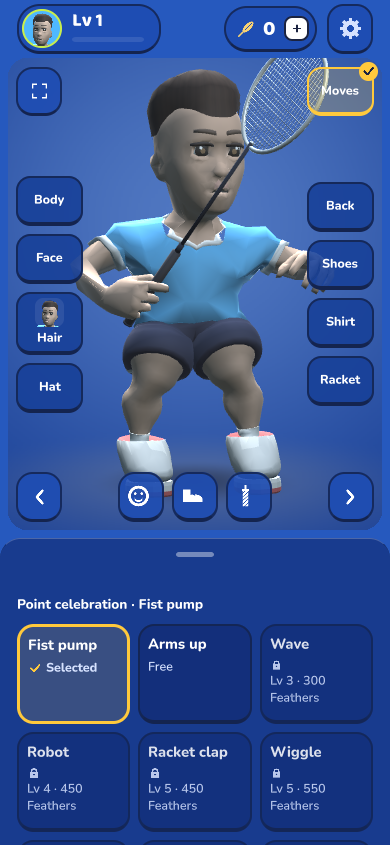 Lv 1
0
+
Moves
Body
Back
Face
Shoes
Hair
Shirt
Hat
Racket
Point celebration · Fist pump
Fist pump
Selected
Arms up
Free
Wave
Lv 3 · 300
Feathers
Robot
Lv 4 · 450
Feathers
Racket clap
Lv 5 · 450
Feathers
Wiggle
Lv 5 · 550
Feathers